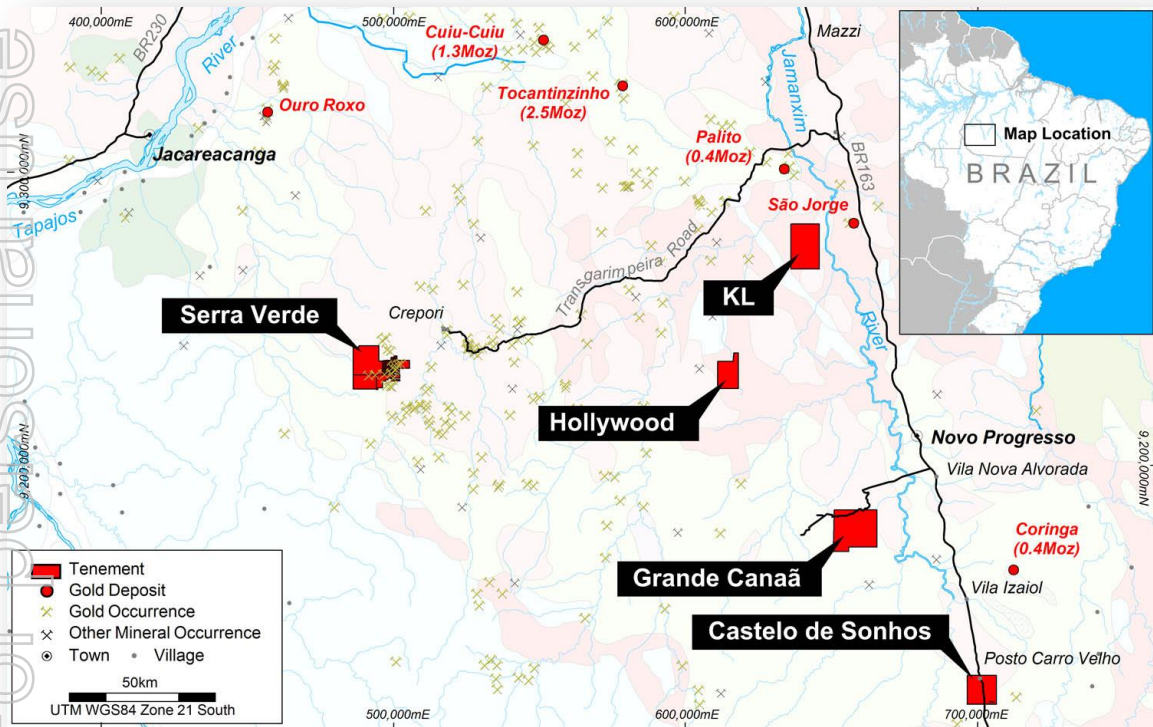 400,000mE
500,000mE
600,000mE
BR230
River
Cuiu-Cuiu
(1.3Moz)
Mazzi
Jamanxim
Ouro Roxo
Tocantinzinho
(2.5Moz)
Map Location
BRAZIL
Jacareacanga
Palito
(0.4Moz)
BR163
9,300,000mN
Tapajos
São Jorge
Transgarimpeira Road
KL
Serra Verde
Crepori
River
Hollywood
Novo Progresso
Vila Nova Alvorada
9,200,000mN
9,200,000mN
Coringa
(0.4Moz)
Grande Canaã
Vila Izaiol
Castelo de Sonhos
Posto Carro Velho
Tenement
Gold Deposit
Gold Occurrence
Other Mineral Occurrence
Town
Village
50km
UTM WGS84 Zone 21 South
500,000mE
600,000mE
700,000mE
or personal use